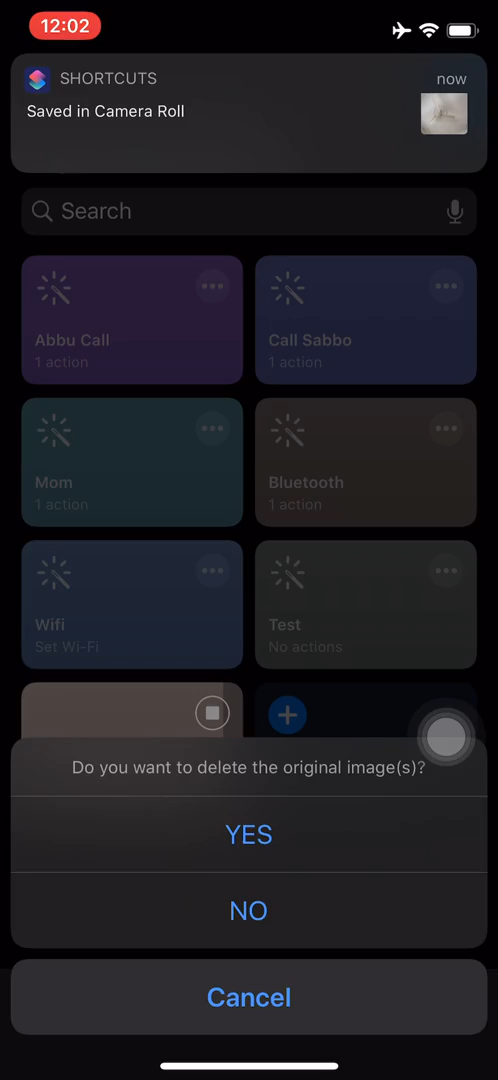 12:02
SHORTCUTS
now
Saved in Camera Roll
Search
Abbu Call
1 action
Call Sabbo
1 action
Mom
1 action
Bluetooth
1 action
Wifi
Set Wi-Fi
Test
No actions
Do you want to delete the original image(s)?
YES
NO
Cancel